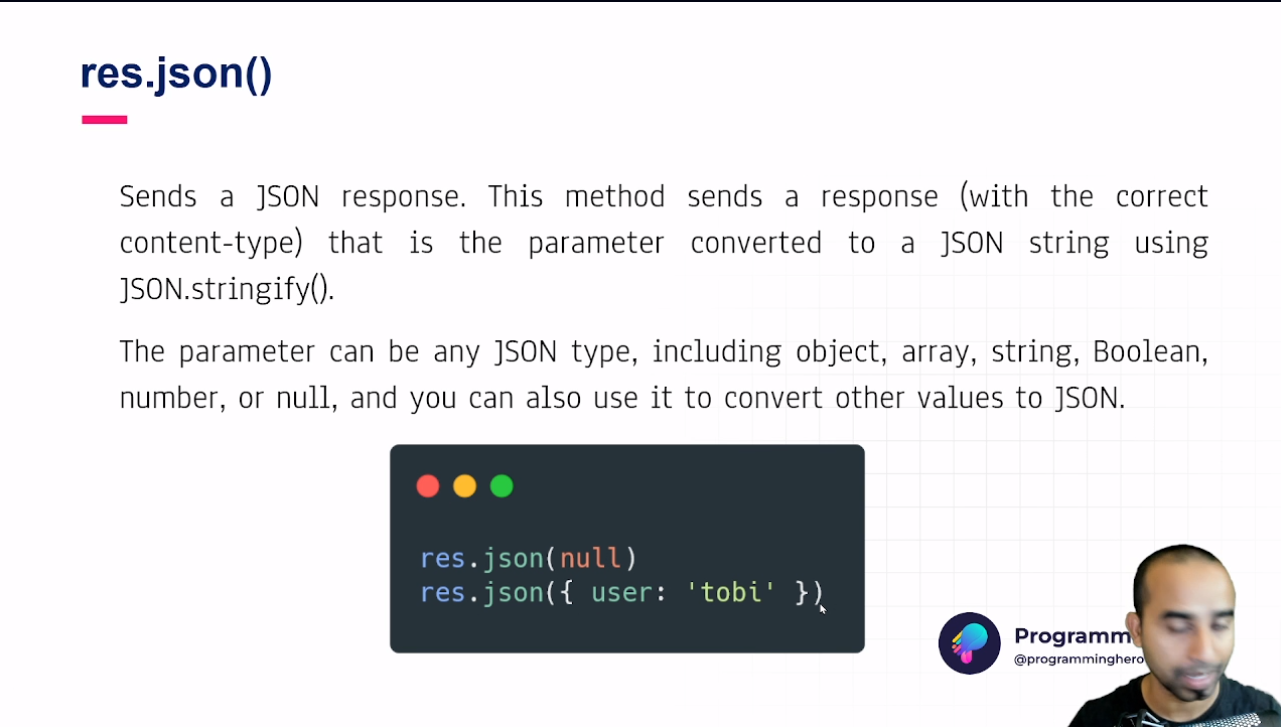 res.json()
Sends a JSON response. This method sends a response (with the correct
content-type) that is the parameter converted to a JSON string using
JSON.stringify().
The parameter can be any JSON type, including object, array, string, Boolean,
number, or null, and you can also use it to convert other values to JSON.
res.json(null)
res.json({ user: 'tobi' })
Programm
@programminghero